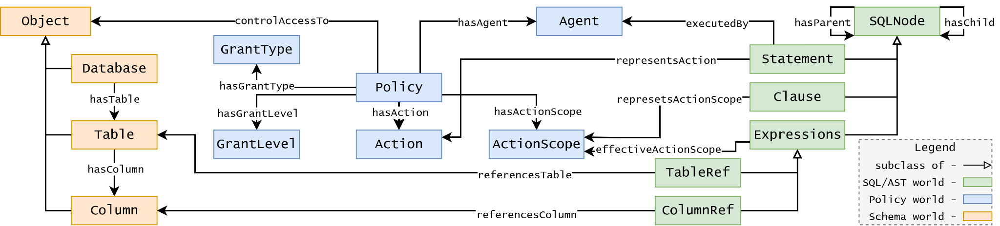 Object
controlAccessTo
hasAgent
Agent
executedBy
hasParent
SQLNode
hasChild
GrantType
Database
representsAction
Statement
hasGrantType
Policy
hasTable
represetsActionScope
Clause
hasGrantLevel
hasAction
hasActionScope
Table
GrantLevel
Action
ActionScope
effectiveActionScope
Expressions
hasColumn
referencesTable
TableRef
Column
referencesColumn
ColumnRef
Legend
subclass of -
SQL/AST world -
Policy world -
Schema world -